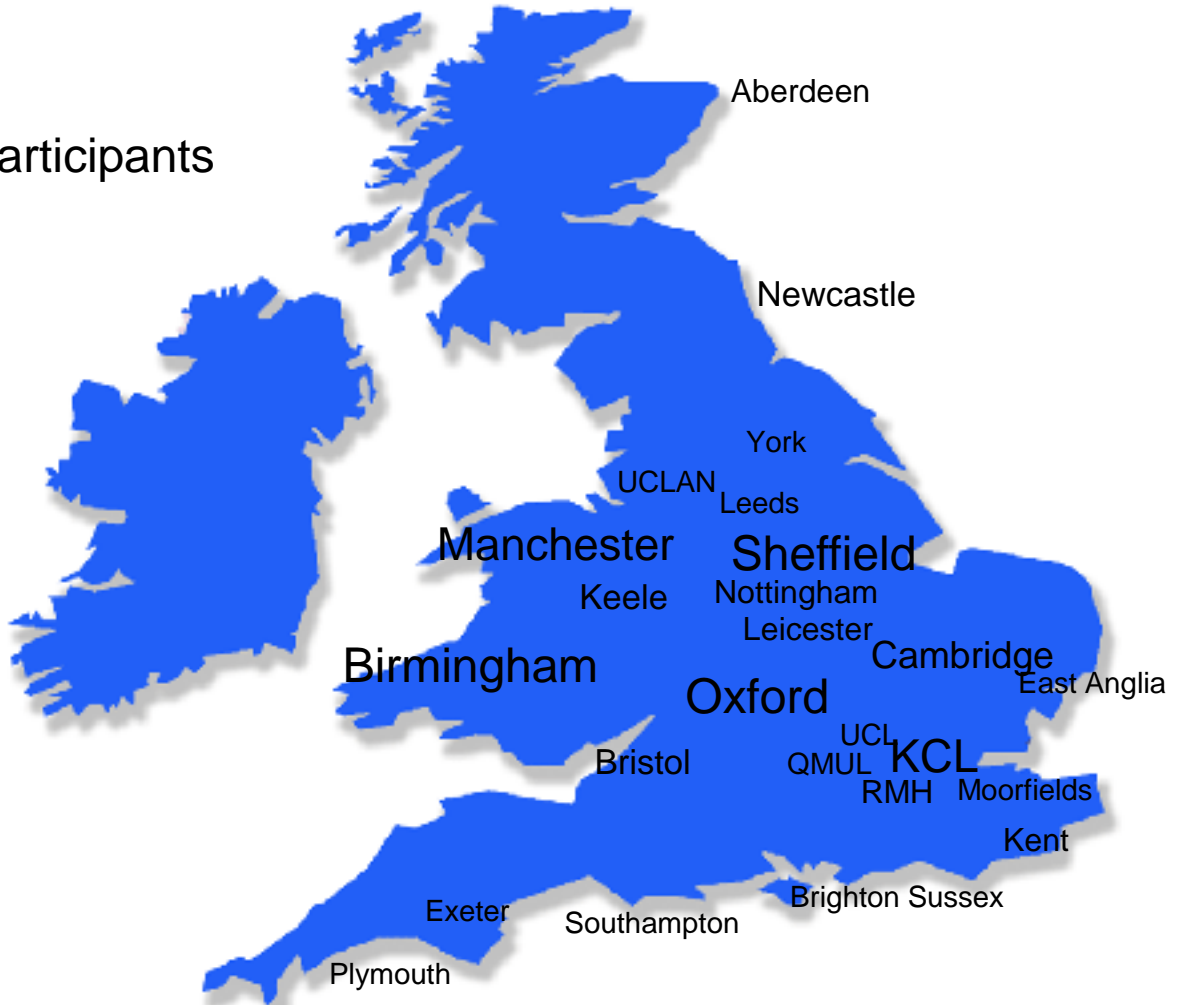 Aberdeen
articipants
Newcastle
York
UCLAN
Leeds
Manchester
Sheffield
Keele
Nottingham
Leicester
Birmingham
Cambridge
East Anglia
Oxford
UCL
KCL
Bristol
QMUL
RMH
Moorfields
Kent
Brighton Sussex
Exeter
Southampton
Plymouth